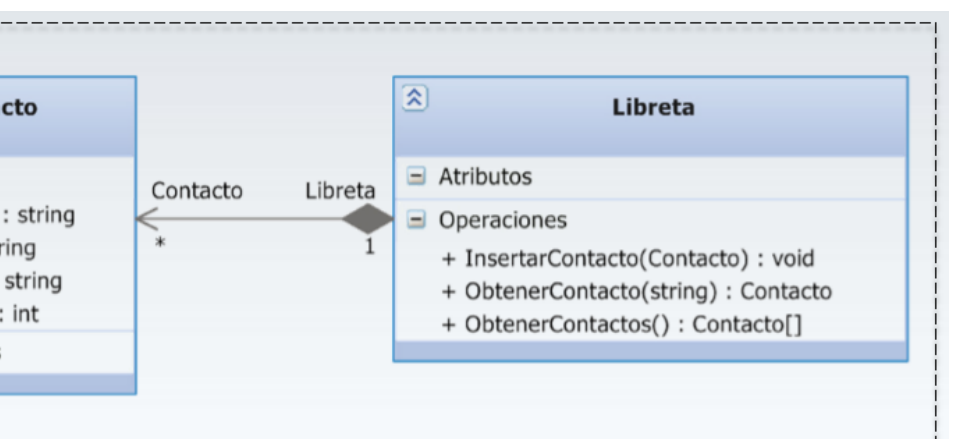 cto
: string
ring
string
: int
Contacto
*
Libreta
1
Libreta
Atributos
Operaciones
+ InsertarContacto(Contacto) : void
+ ObtenerContacto(string) : Contacto
+ ObtenerContactos() : Contacto[]